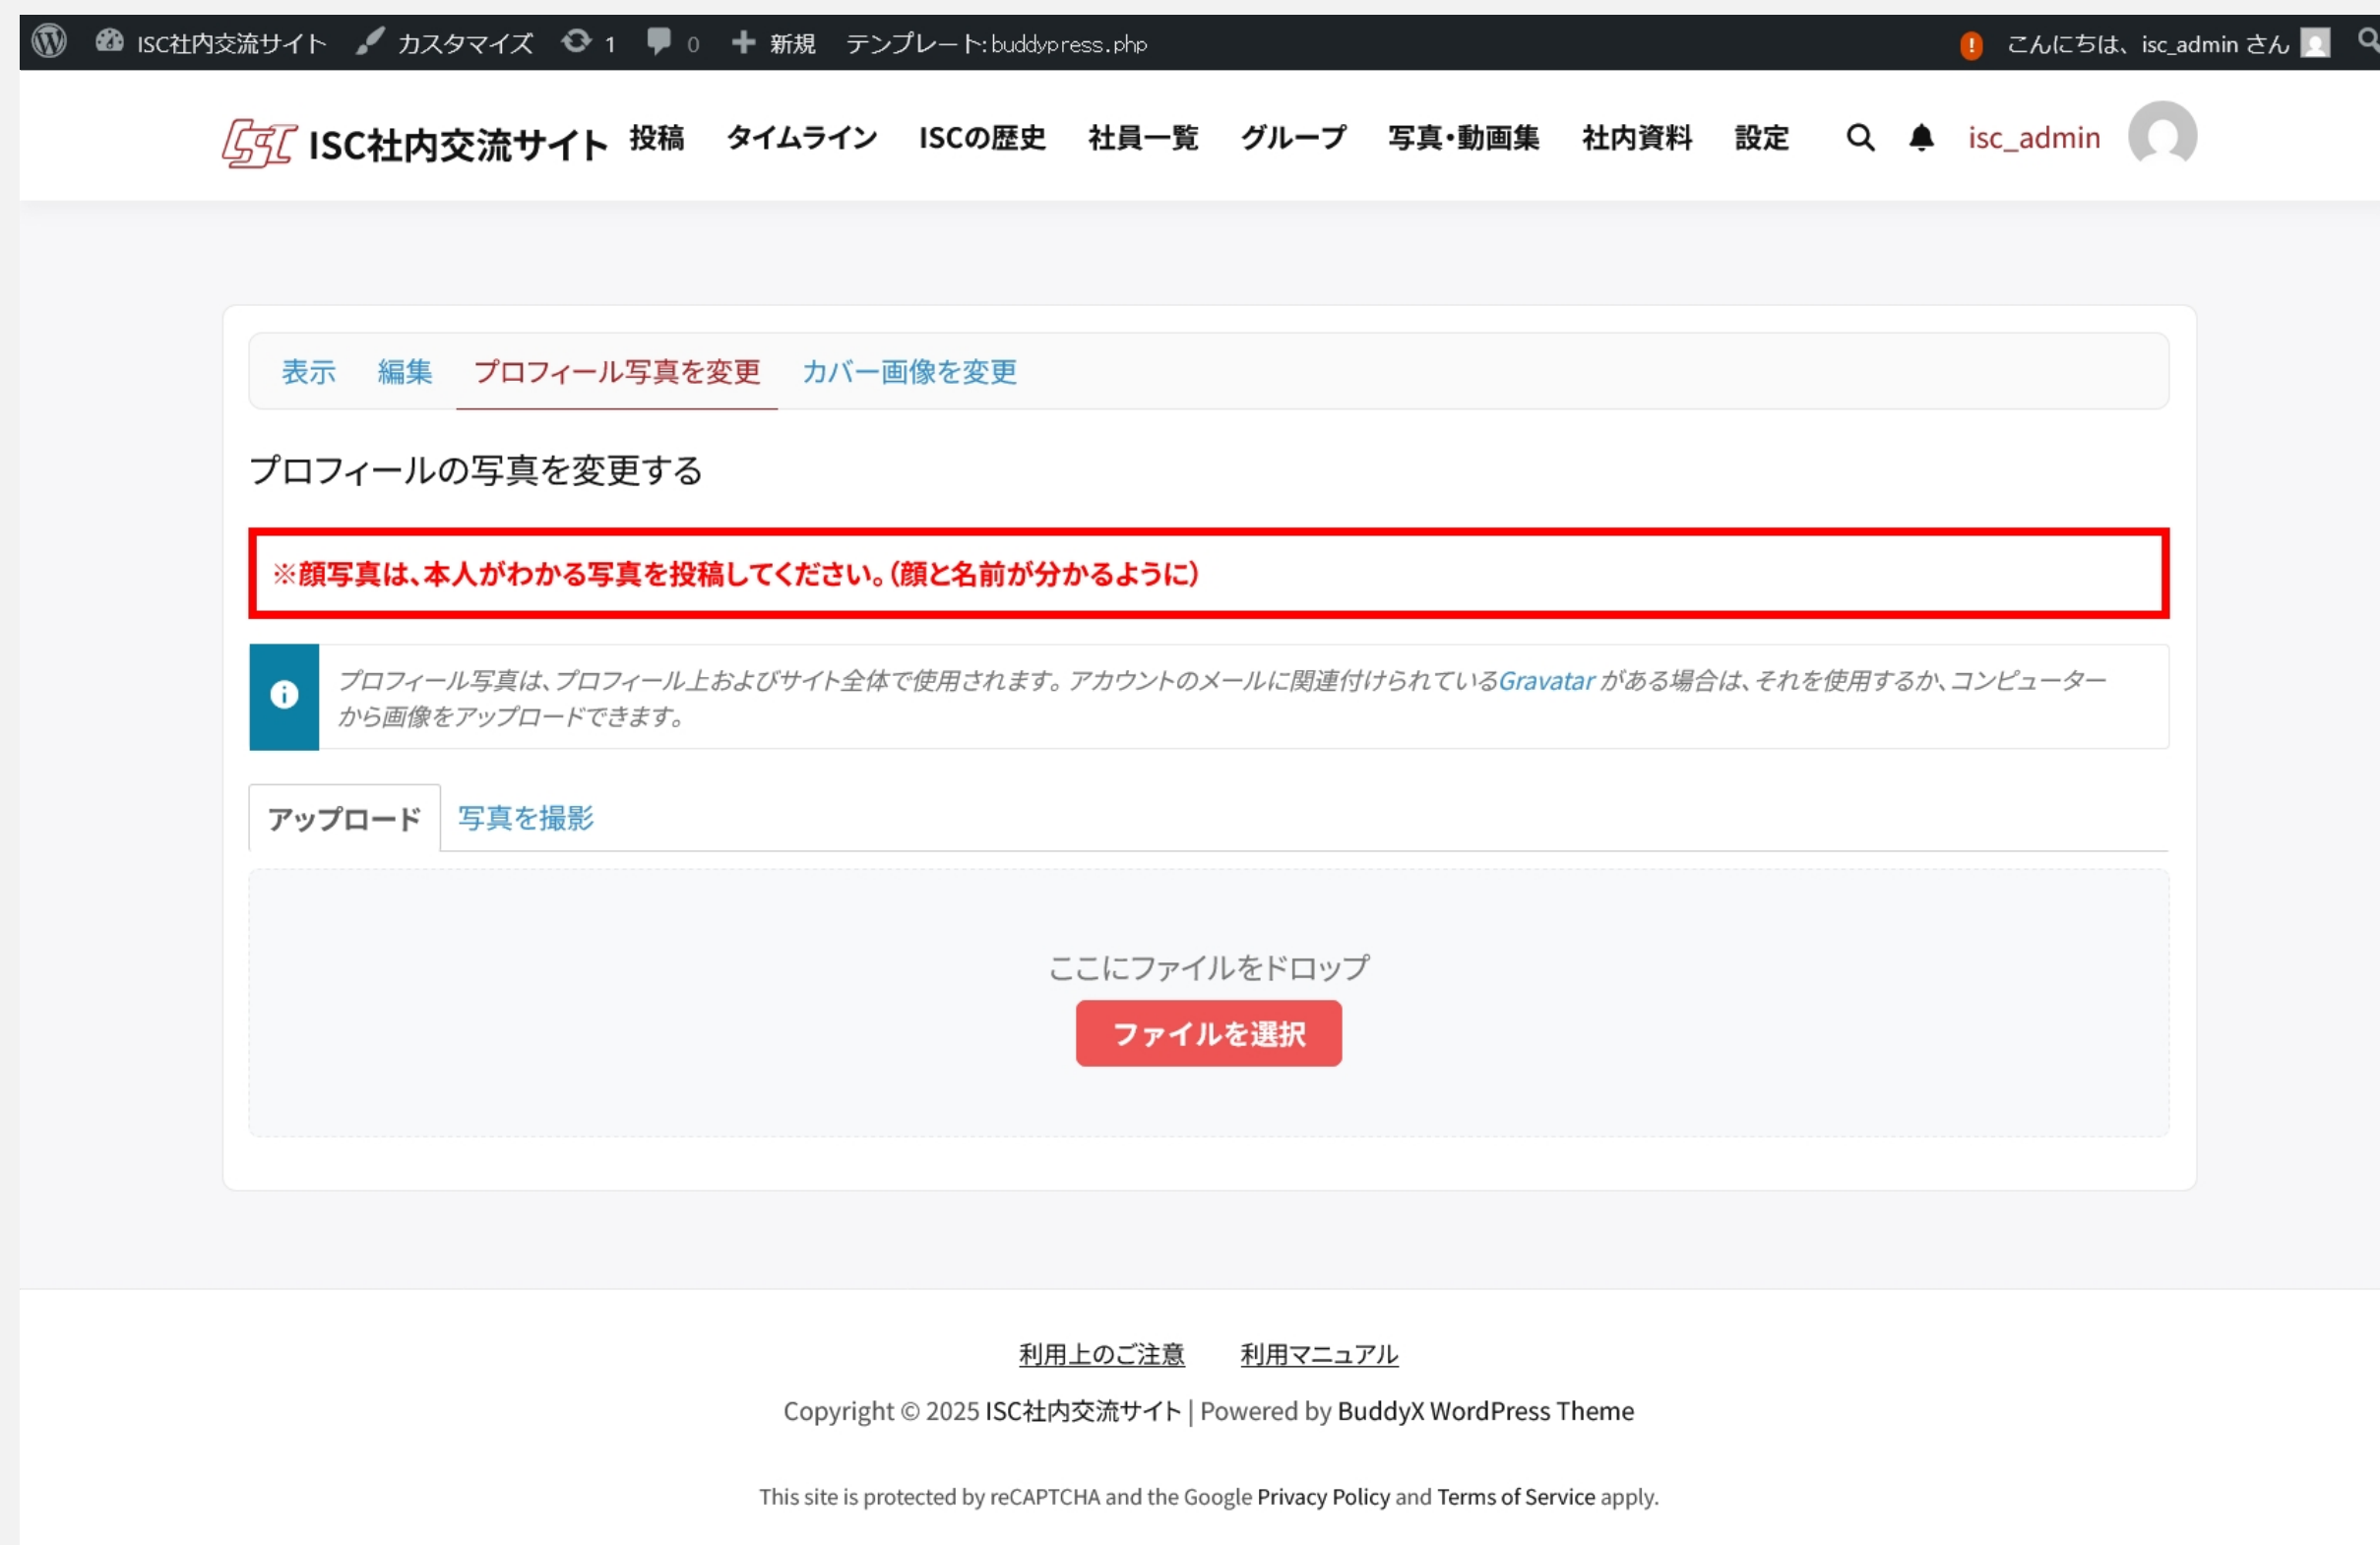 ISC社内交流サイト カスタマイズ 1 0 新規 テンプレート: buddypress.php こんにちは、isc_admin さん
ISC ISC社内交流サイト 投稿 タイムライン ISCの歴史 社員一覧 グループ 写真・動画集 社内資料 設定 isc_admin
表示 編集 プロフィール写真を変更 カバー画像を変更
プロフィールの写真を変更する
※顔写真は、本人がわかる写真を投稿してください。(顔と名前が分かるように)
プロフィール写真は、プロフィール上およびサイト全体で使用されます。アカウントのメールに関連付けられているGravatar がある場合は、それを使用するか、コンピューター
から画像をアップロードできます。
アップロード 写真を撮影
ここにファイルをドロップ
ファイルを選択
利用上のご注意 利用マニュアル
Copyright © 2025 ISC社内交流サイト | Powered by BuddyX WordPress Theme
This site is protected by reCAPTCHA and the Google Privacy Policy and Terms of Service apply.